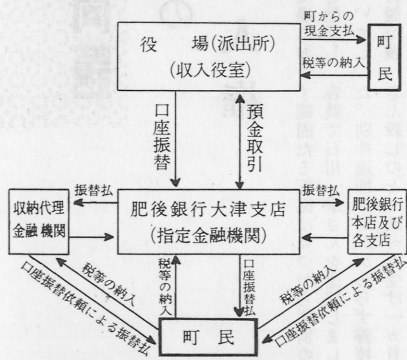 町からの
現金支払
役場(派出所)
(収入役室)
町民
税等の納入
口座振替
預金取引
振替払
振替払
収納代理
金融機関
肥後銀行大津支店
(指定金融機関)
肥後銀行
本店及び
各支店
税等の納入
口座振替依頼による振替払
税等の納入
口座振替払
税等の納入
口座振替依頼による振替払
町民